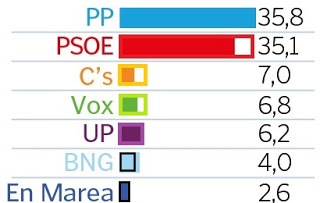 PP 35,8
PSOE 35,1
C's 7,0
Vox 6,8
UP 6,2
BNG 4,0
En Marea 2,6